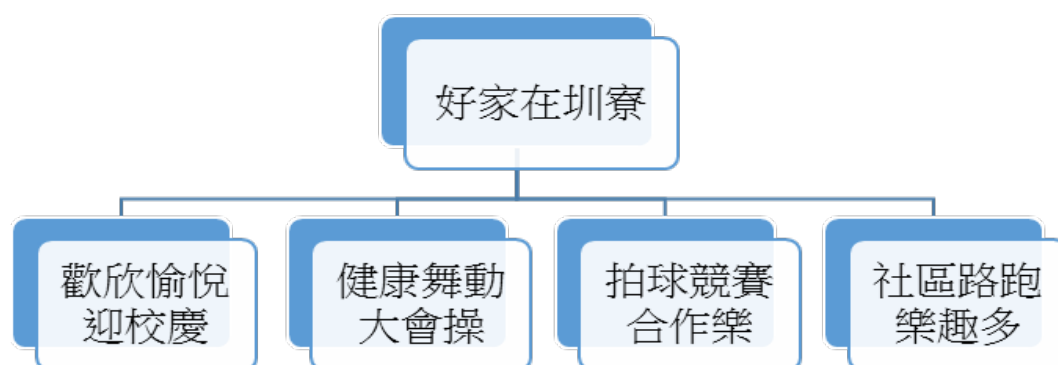 好家在圳寮
歡欣愉悅
迎校慶
健康舞動
大會操
拍球競賽
合作樂
社區路跑
樂趣多